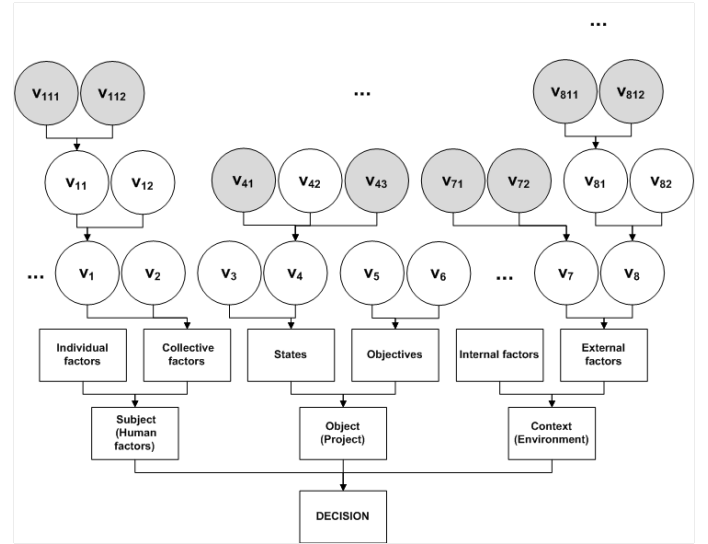 ...
V₁₁₁ V₁₁₂ ... V₈₁₁ V₈₁₂
V₁₁ V₁₂ V₄₁ V₄₂ V₄₃ V₇₁ V₇₂ V₈₁ V₈₂
... V₁ V₂ V₃ V₄ V₅ V₆ ... V₇ V₈
Individual
factors
Collective
factors
States
Objectives
Internal factors
External
factors
Subject
(Human
factors)
Object
(Project)
Context
(Environment)
DECISION